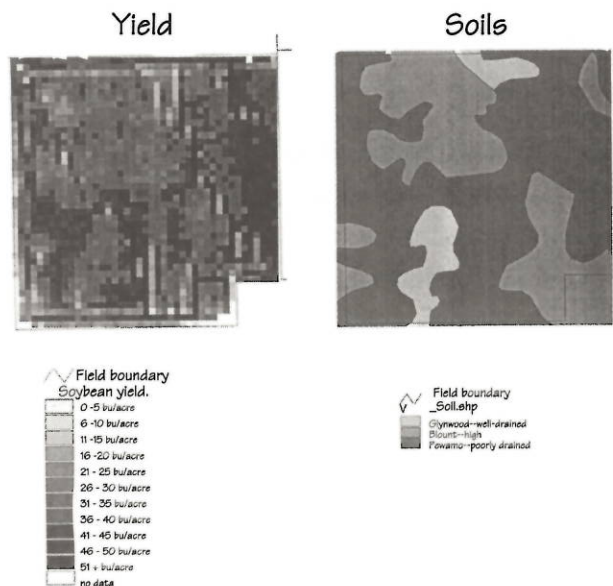 Yield
Soils
Field boundary
Soybean yield.
0 -5 bu/acre
6 -10 bu/acre
11 -15 bu/acre
16 -20 bu/acre
21 - 25 bu/acre
26 - 30 bu/acre
31 - 35 bu/acre
36 - 40 bu/acre
41 - 45 bu/acre
46 - 50 bu/acre
51 + bu/acre
no data
Field boundary
_Soil.shp
Glynwood--well-drained
Blount--high
Pewamo--poorly drained